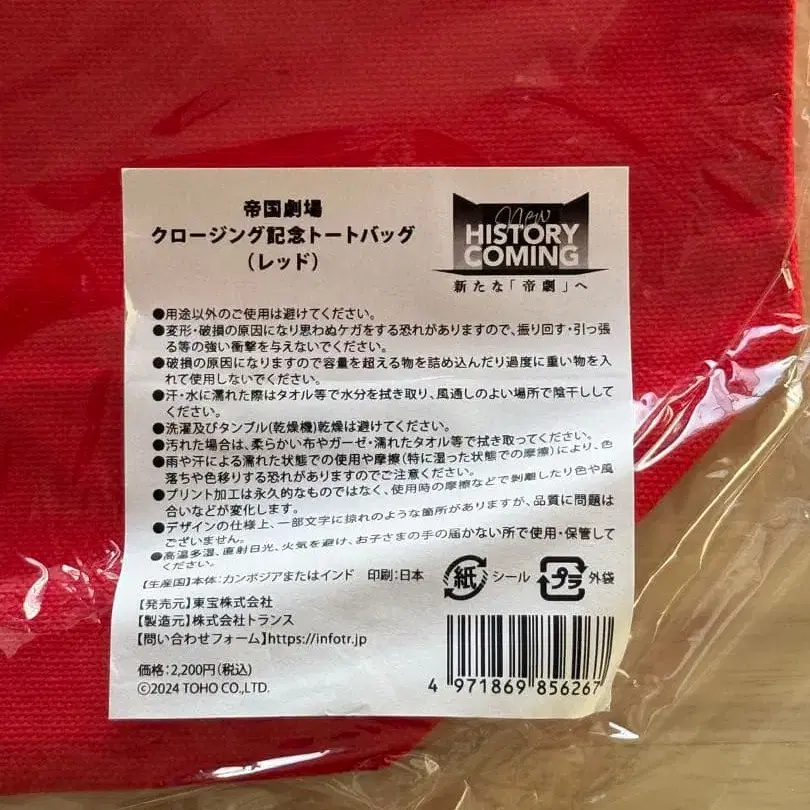 帝国劇場
クロージング記念トートバッグ
(レッド)
New
HISTORY
COMING
新たな「帝劇」へ
●用途以外のご使用は避けてください。
●変形・破損の原因になり思わぬケガをする恐れがありますので、振り回す・引っ張
る等の強い衝撃を与えないでください。
●破損の原因になりますので容量を超える物を詰め込んだり過度に重い物を入
れて使用しないでください。
●汗・水に濡れた際はタオル等で水分を拭き取り、風通しのよい場所で陰干しして
ください。
●洗濯及びタンブル(乾燥機)乾燥は避けてください。
●汚れた場合は、柔らかい布やガーゼ・濡れたタオル等で拭き取ってください。
●雨や汗による濡れた状態での使用や摩擦(特に湿った状態での摩擦)により、色
落ちや色移りする恐れがありますのでご注意ください。
●プリント加工は永久的なものではなく、使用時の摩擦などで剥離したり色や風
合いなどが変化します。
●デザインの仕様上、一部文字に掠れのような箇所がありますが、品質に問題は
ございません。
●高温多湿、直射日光、火気を避け、お子さまの手の届かない所で使用・保管して
ください。
【生産国】本体:カンボジアまたはインド 印刷:日本
紙 シール プラ 外袋
【発売元】東宝株式会社
【製造元】株式会社トランス
【問い合わせフォーム】https://infotr.jp
価格:2,200円(税込)
©2024 TOHO CO.,LTD.
4 971869 856267